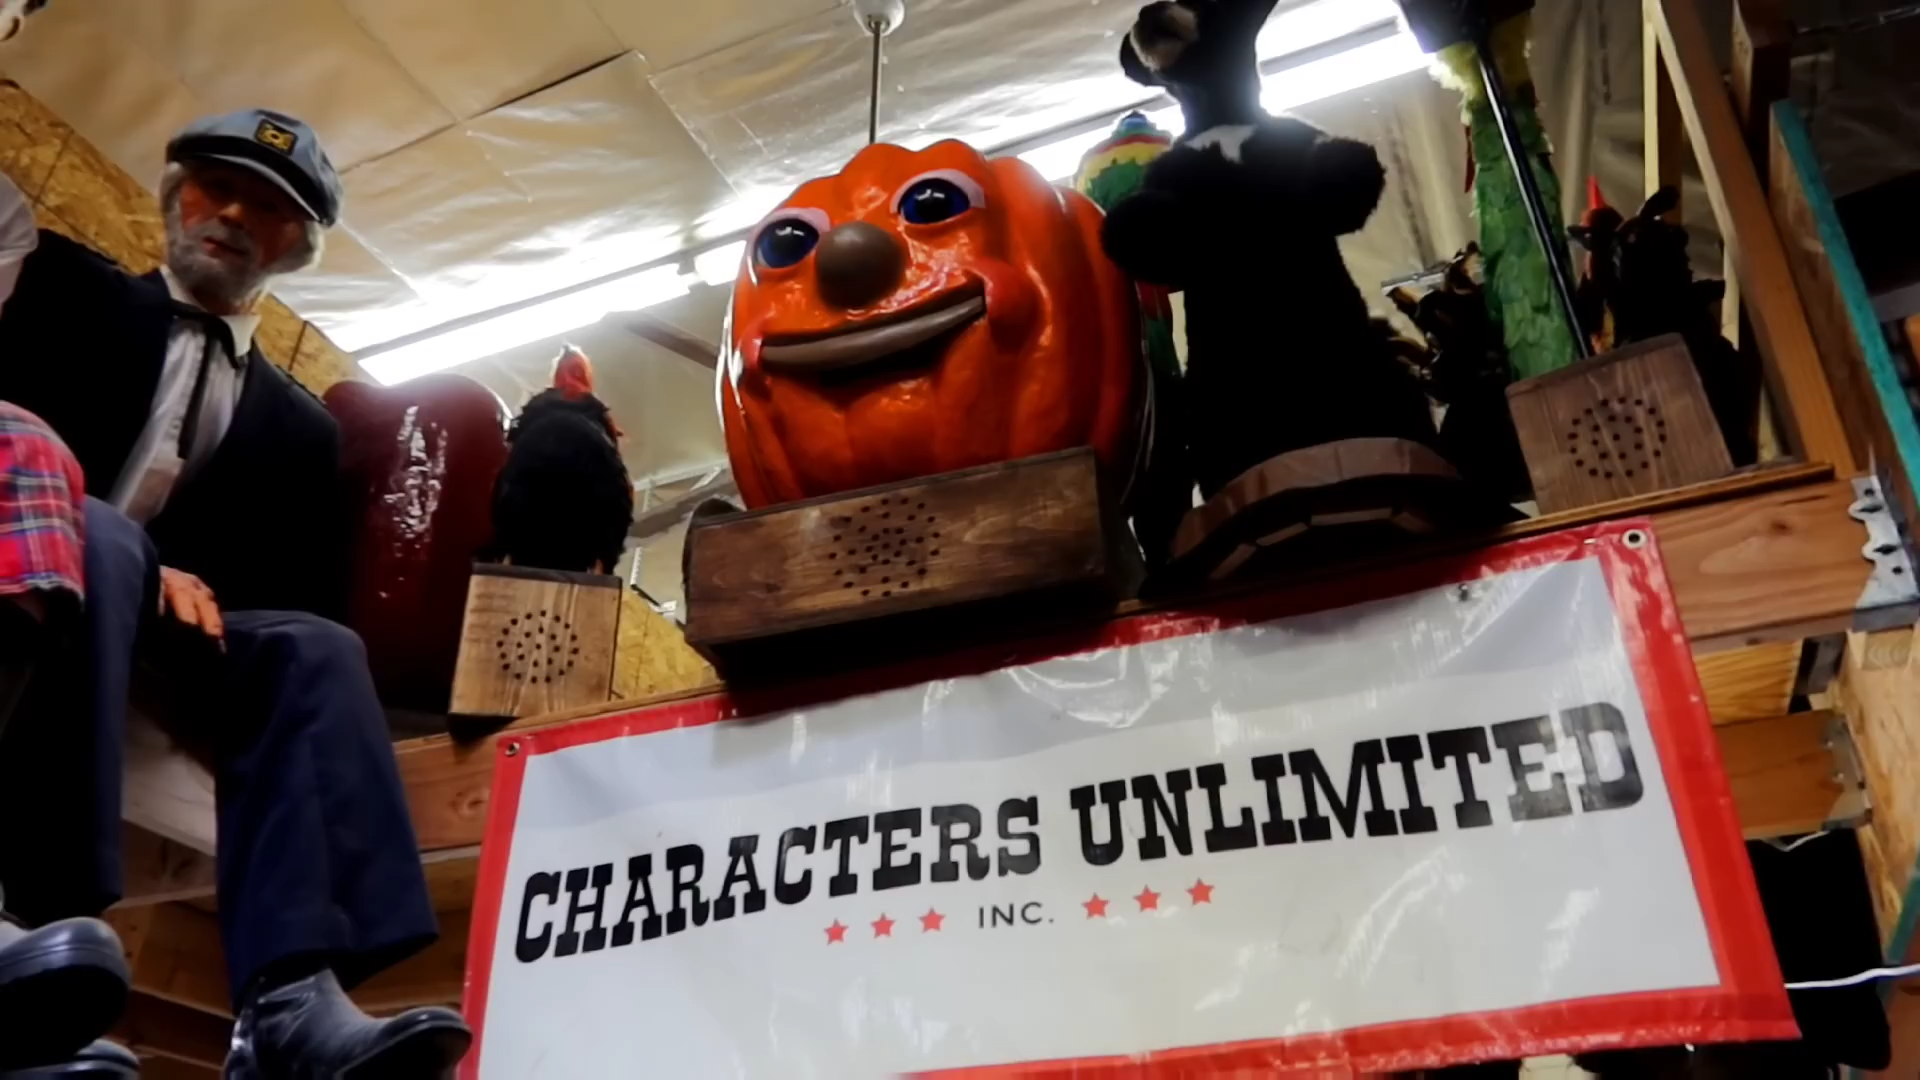 CHARACTERS UNLIMITED
★ ★ ★ INC. ★ ★ ★